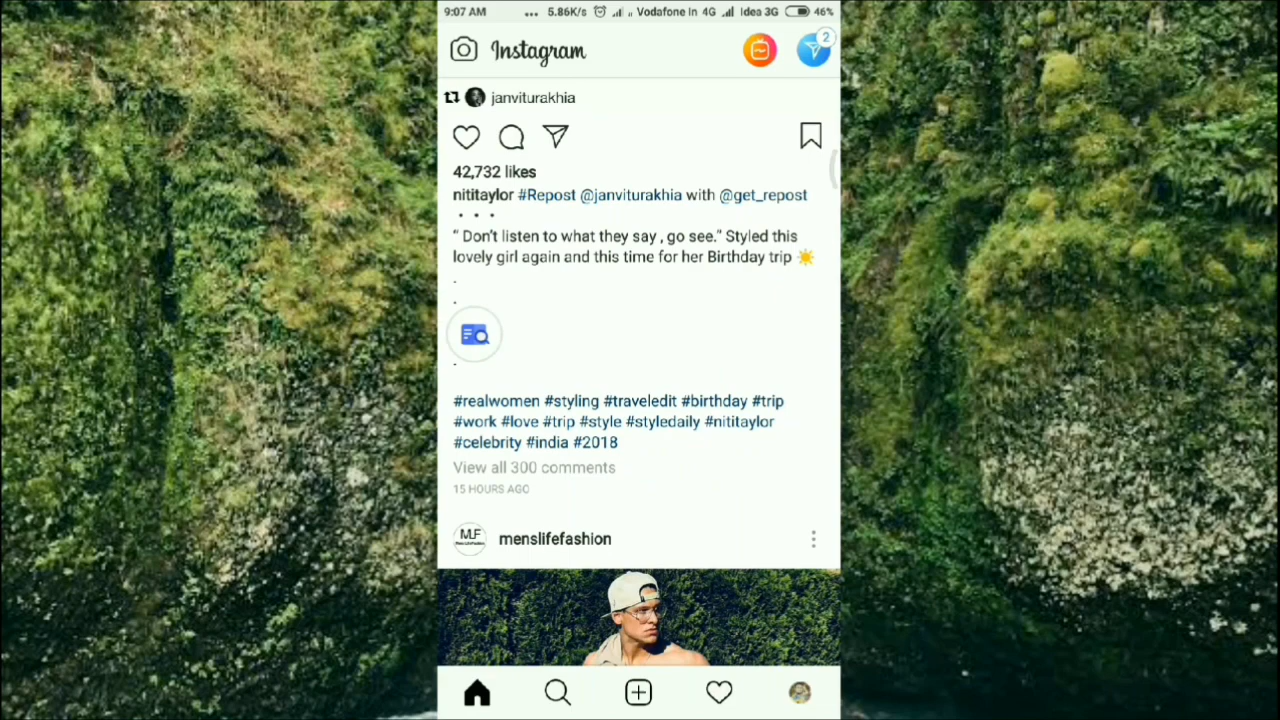 9:07 AM ... 5.86K/s Vodafone In 4G Idea 3G 46%
Instagram 2
janviturakhia
42,732 likes
nititaylor #Repost @janviturakhia with @get_repost
・・・
“ Don’t listen to what they say , go see.” Styled this
lovely girl again and this time for her Birthday trip ☀️
.
.
.
#realwomen #styling #traveledit #birthday #trip
#work #love #trip #style #styledaily #nititaylor
#celebrity #india #2018
View all 300 comments
15 HOURS AGO
MLF menslifefashion